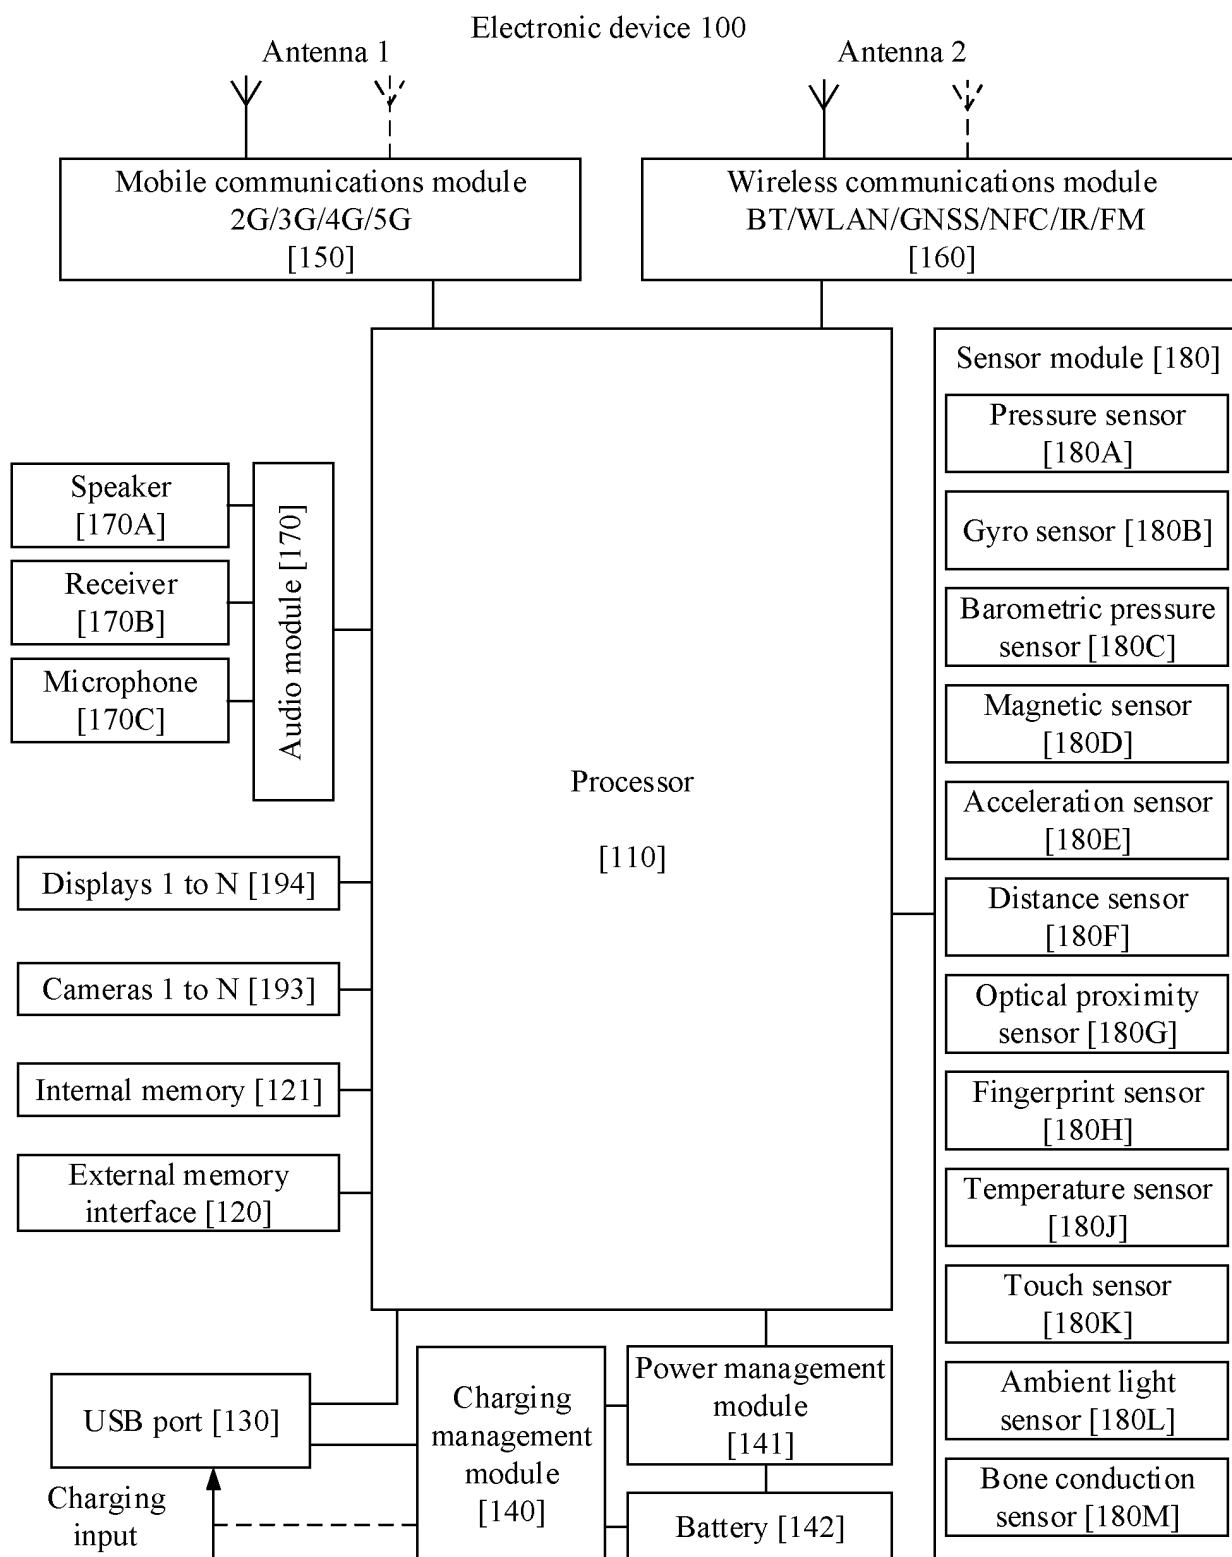 Electronic device 100
Antenna 1
Antenna 2
Mobile communications module
2G/3G/4G/5G
[150]
Wireless communications module
BT/WLAN/GNSS/NFC/IR/FM
[160]
Processor
[110]
Speaker
[170A]
Receiver
[170B]
Microphone
[170C]
Audio module [170]
Displays 1 to N [194]
Cameras 1 to N [193]
Internal memory [121]
External memory
interface [120]
Sensor module [180]
Pressure sensor
[180A]
Gyro sensor [180B]
Barometric pressure
sensor [180C]
Magnetic sensor
[180D]
Acceleration sensor
[180E]
Distance sensor
[180F]
Optical proximity
sensor [180G]
Fingerprint sensor
[180H]
Temperature sensor
[180J]
Touch sensor
[180K]
Ambient light
sensor [180L]
Bone conduction
sensor [180M]
USB port [130]
Charging
input
Charging
management
module
[140]
Power management
module
[141]
Battery [142]